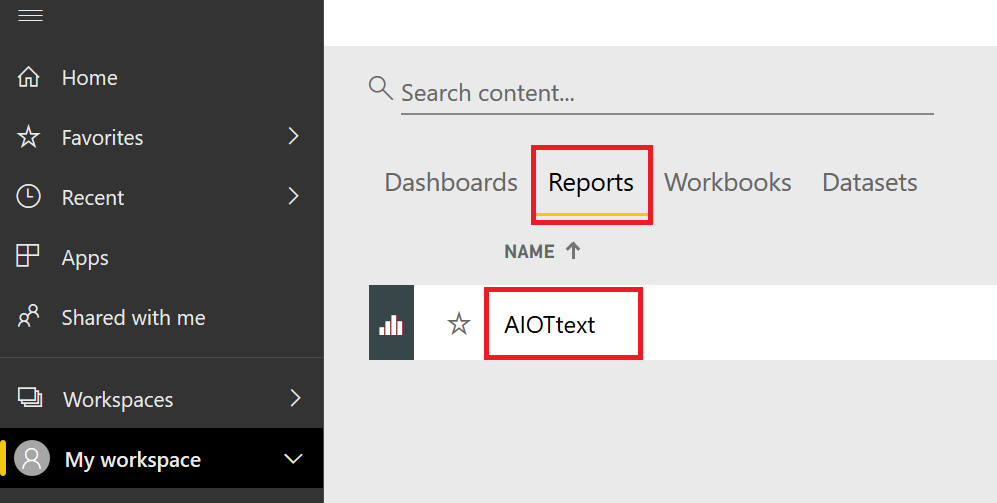 Home
Favorites
Recent
Apps
Shared with me
Workspaces
My workspace
Search content...
Dashboards Reports Workbooks Datasets
NAME
AIOTtext